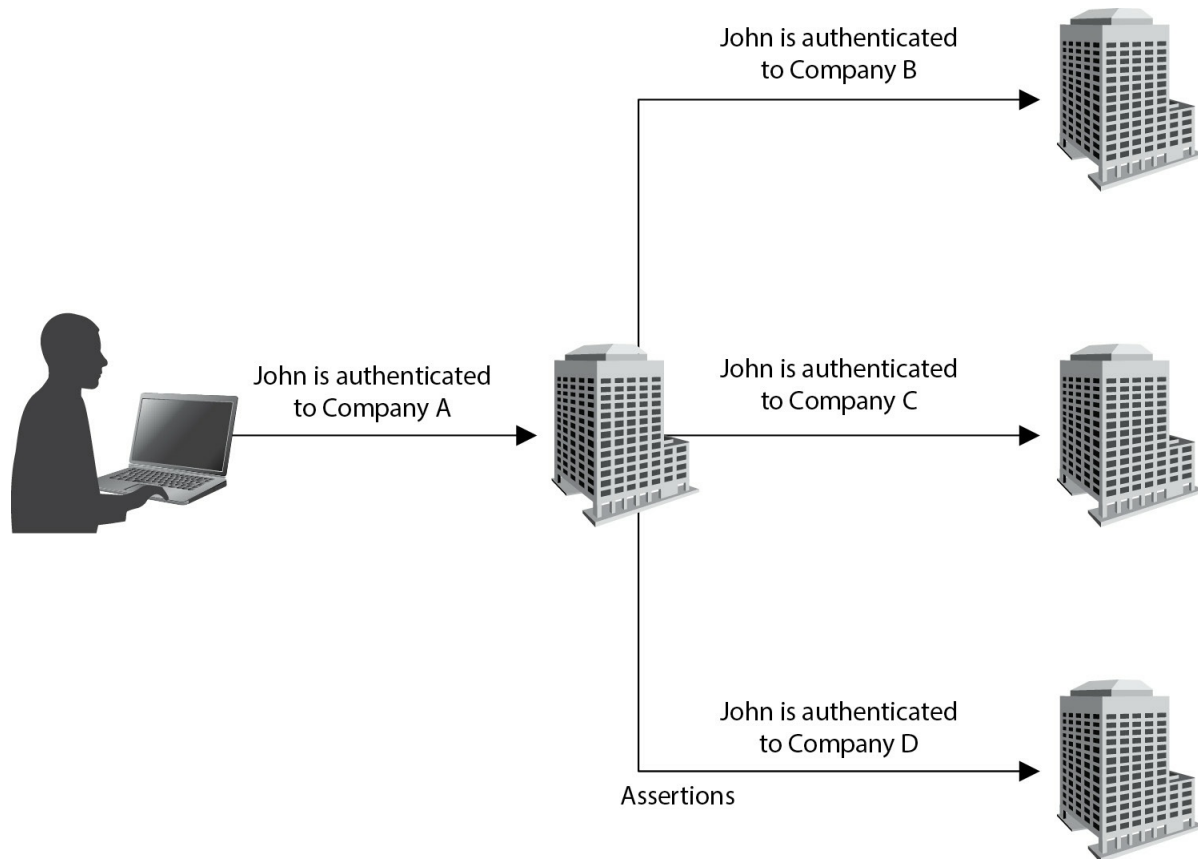 John is authenticated
to Company B
John is authenticated
to Company A
John is authenticated
to Company C
John is authenticated
to Company D
Assertions